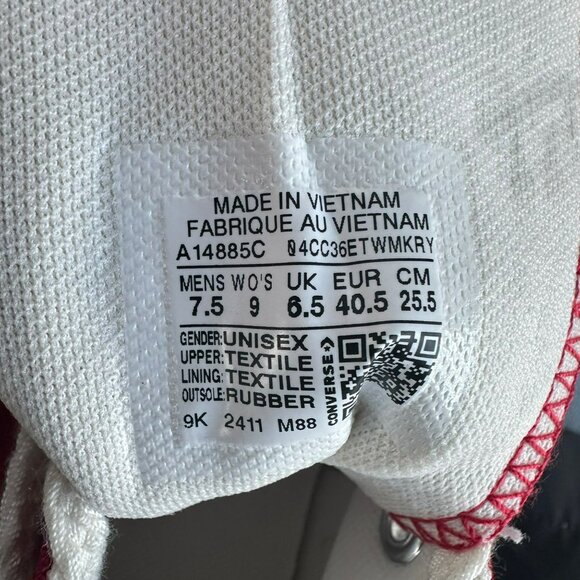 MADE IN VIETNAM
FABRIQUE AU VIETNAM
A14885C 04CC36ETWMKRY
MENS WO'S UK EUR CM
7.5 9 6.5 40.5 25.5
GENDER: UNISEX
UPPER: TEXTILE
LINING: TEXTILE
OUTSOLE: RUBBER
CONVERSE
9K 2411 M88